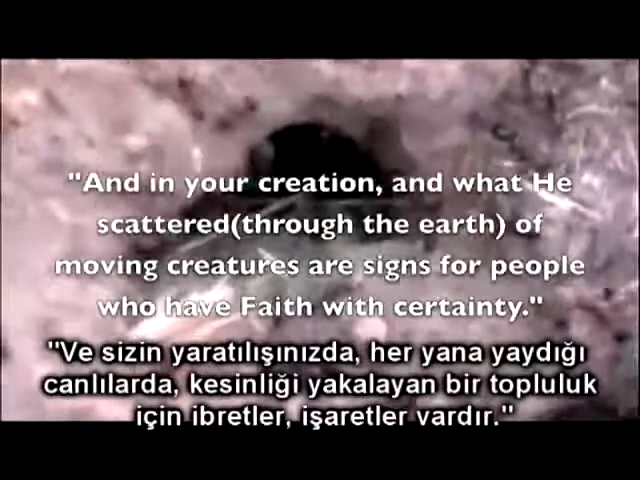 "And in your creation, and what He
scattered(through the earth) of
moving creatures are signs for people
who have Faith with certainty."
"Ve sizin yaratılışınızda, her yana yaydığı
canlılarda, kesinliği yakalayan bir topluluk
için ibretler, işaretler vardır."